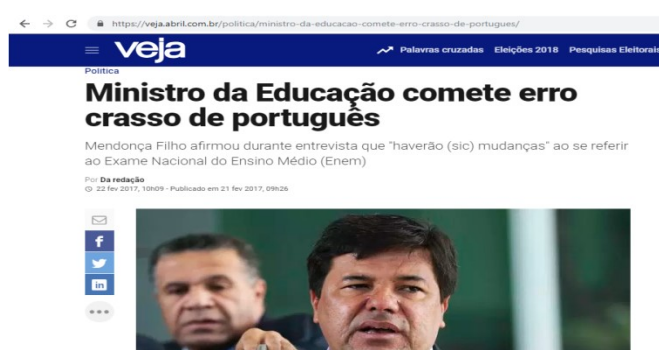 https://veja.abril.com.br/politica/ministro-da-educacao-comete-erro-crasso-de-portugues/
veja
Palavras cruzadas Eleições 2018 Pesquisas Eleitorais
Política
Ministro da Educação comete erro
crasso de português
Mendonça Filho afirmou durante entrevista que "haverão (sic) mudanças" ao se referir
ao Exame Nacional do Ensino Médio (Enem)
Por Da redação
22 fev 2017, 10h09 - Publicado em 21 fev 2017, 09h26
f
in